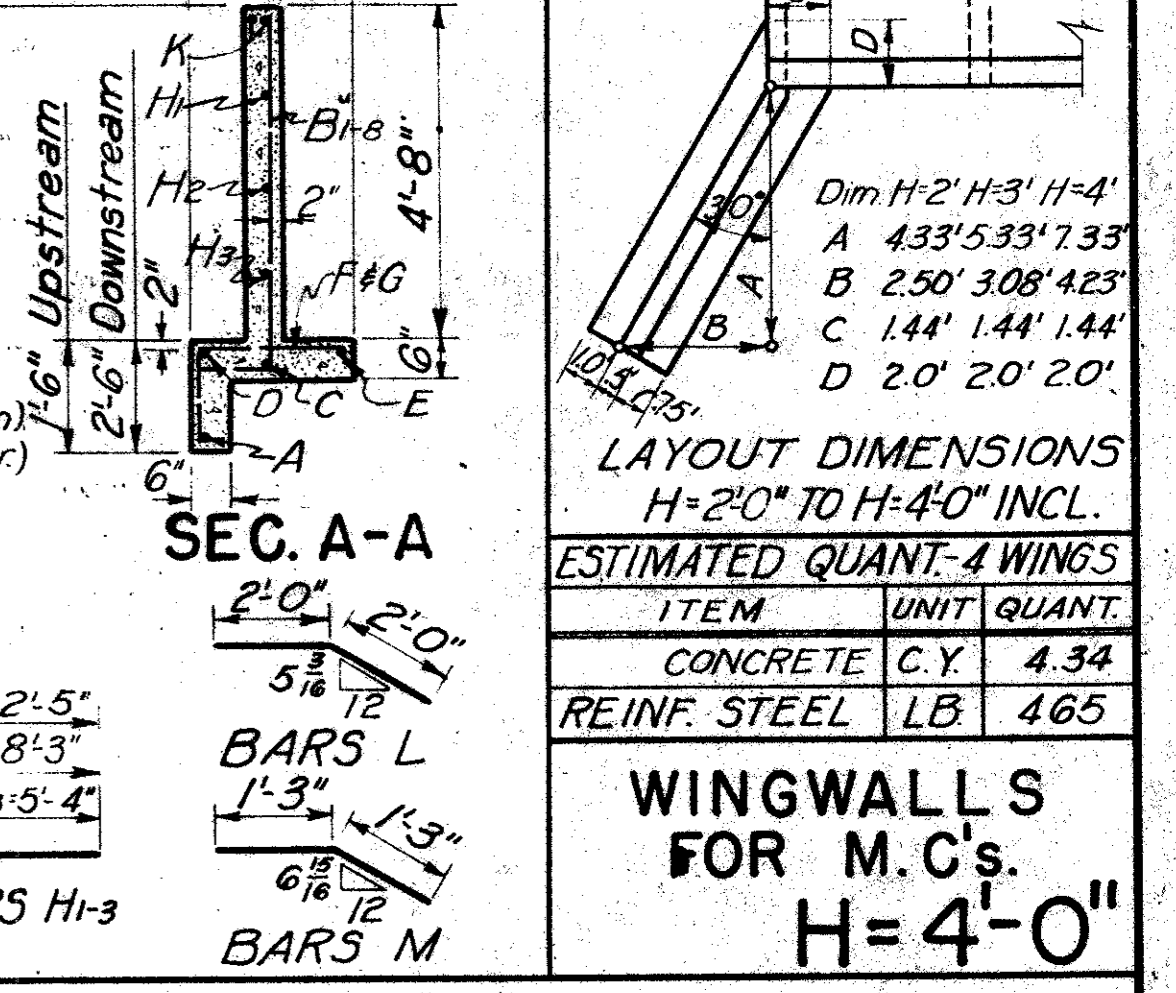 K
H1
B1-8
H2
2"
4'-8"
H3
F & G
Upstream
Downstream
2"
1'-6"
2'-6"
6"
D
C
E
A
6"
SEC. A-A
2'-0"
2'-0"
5 3/16
12
BARS L
1'-3"
1'-3"
6 15/16
12
BARS M
2'-5"
8'-3"
=5'-4"
S H1-3
D
30°
A
B
1.0'
.5'
C
.75'
Dim. H=2' H=3' H=4'
A 4.33' 5.33' 7.33'
B 2.50' 3.08' 4.23'
C 1.44' 1.44' 1.44'
D 2.0' 2.0' 2.0'
LAYOUT DIMENSIONS
H=2'-0" TO H=4'-0" INCL.
ESTIMATED QUANT.-4 WINGS
ITEM UNIT QUANT.
CONCRETE C.Y. 4.34
REINF. STEEL LB. 465
WINGWALLS
FOR M.C's.
H=4'-0"